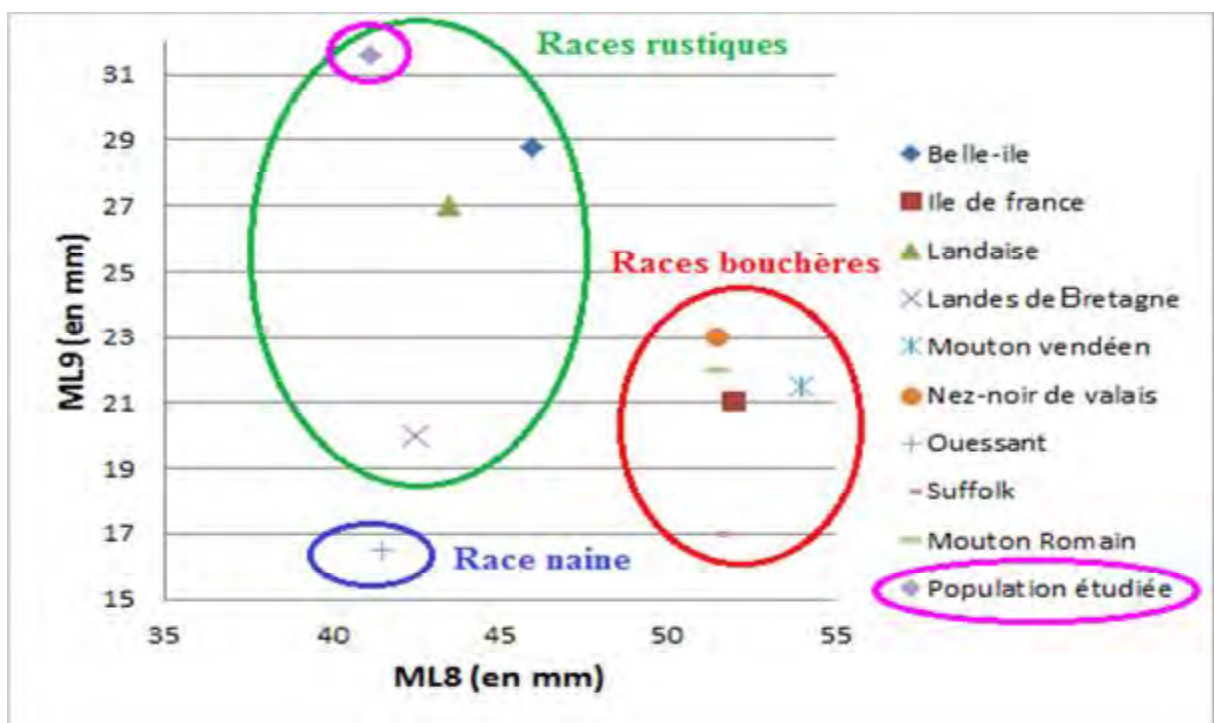 Races rustiques
31
29
27
25
23
21
19
17
15
ML9 (en mm)
Races bouchères
Race naine
35
40
45
50
55
ML8 (en mm)
Belle-ile
Ile de france
Landaise
Landes de Bretagne
Mouton vendéen
Nez-noir de valais
Ouessant
Suffolk
Mouton Romain
Population étudiée